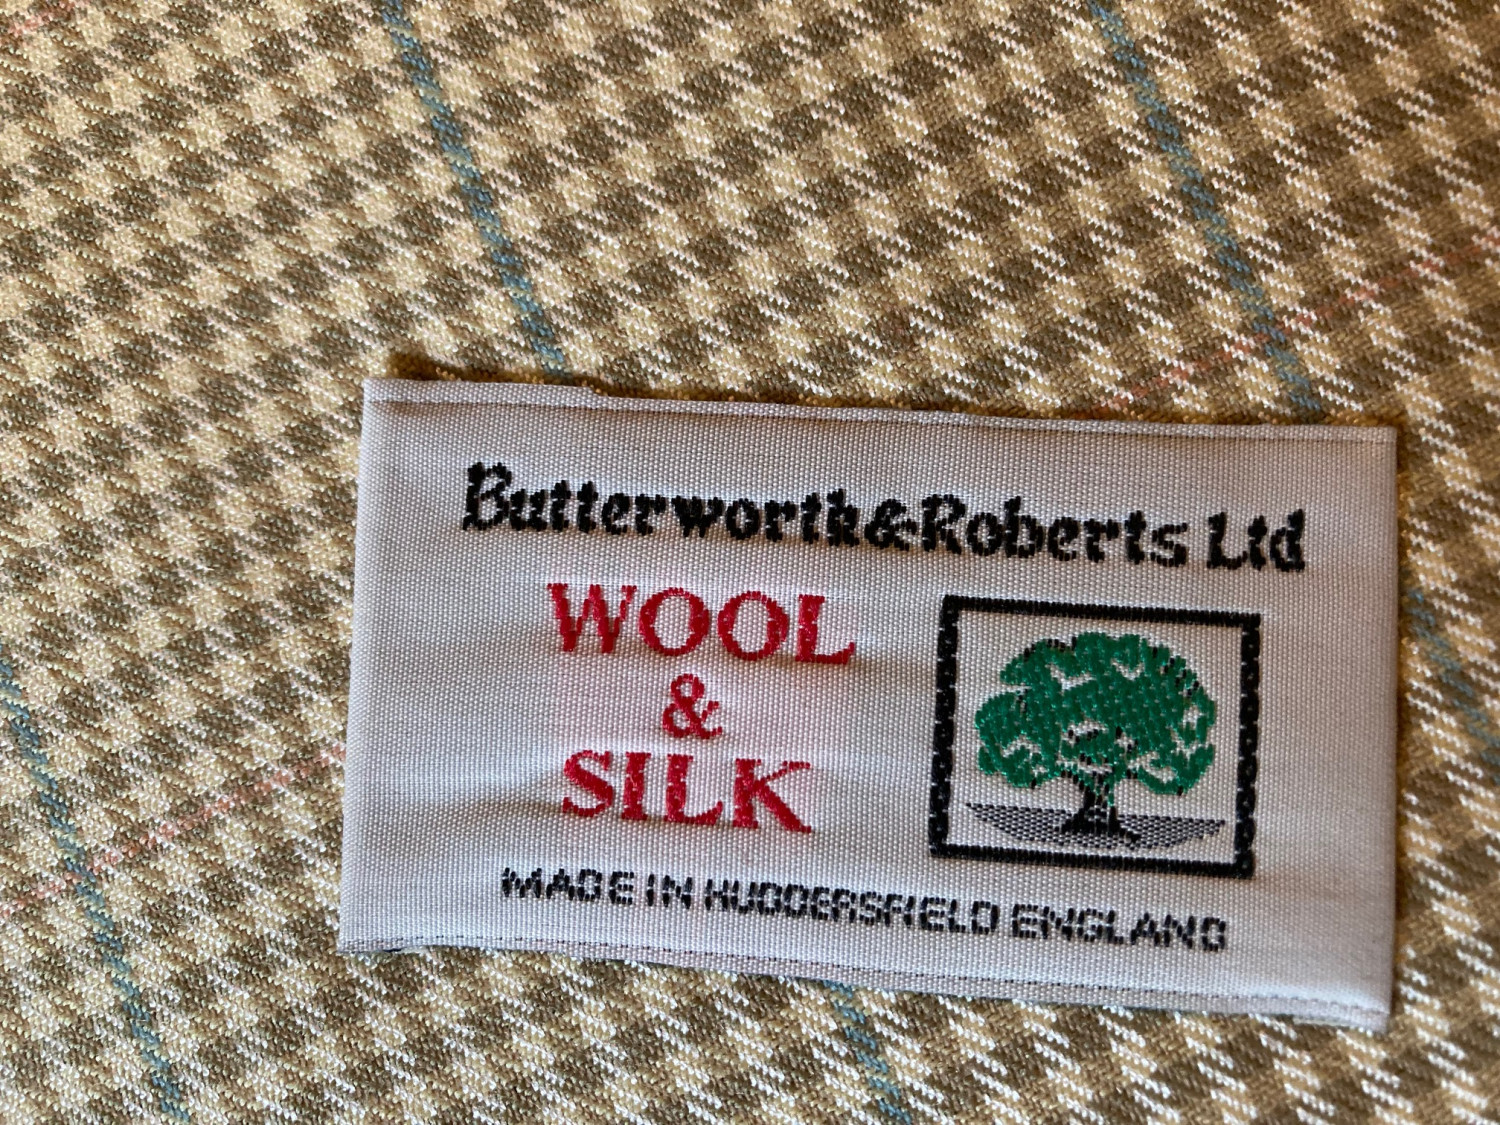 Butterworth&Roberts Ltd
WOOL
&
SILK
MADE IN HUDDERSFIELD ENGLAND